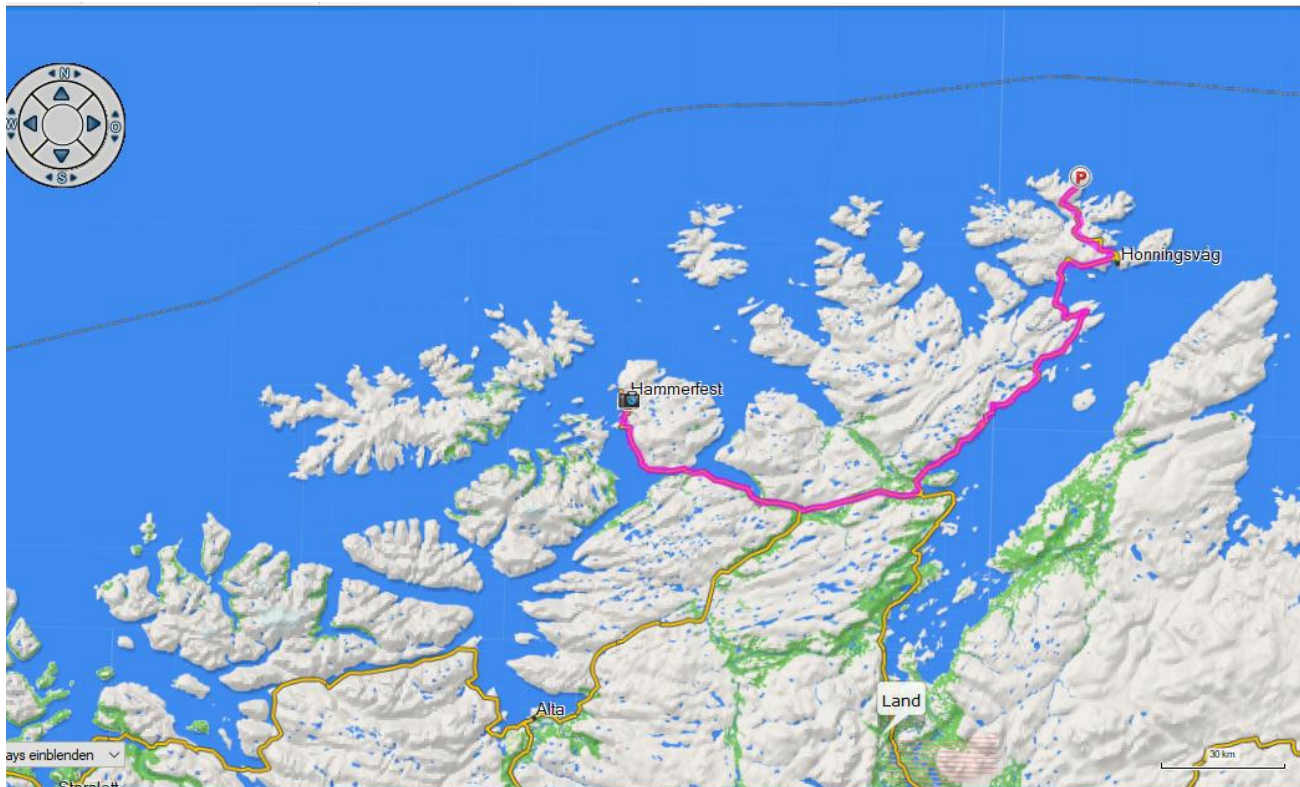 N
W
O
S
P
Honningsvåg
Hammerfest
Land
Alta
ays einblenden
30 km